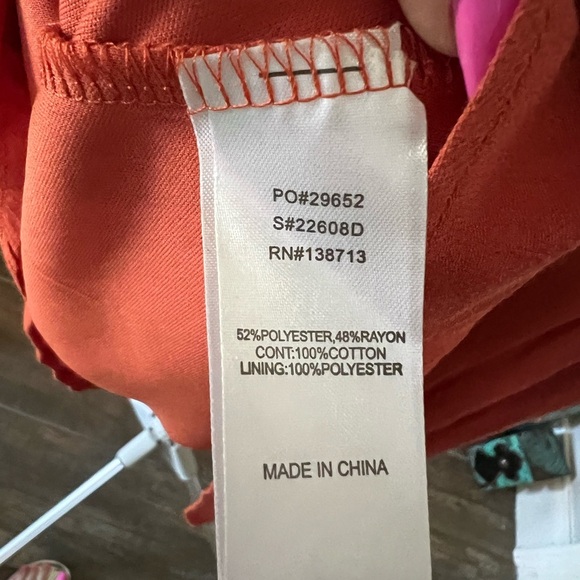 PO#29652
S#22608D
RN#138713
52%POLYESTER,48%RAYON
CONT:100%COTTON
LINING:100%POLYESTER
MADE IN CHINA